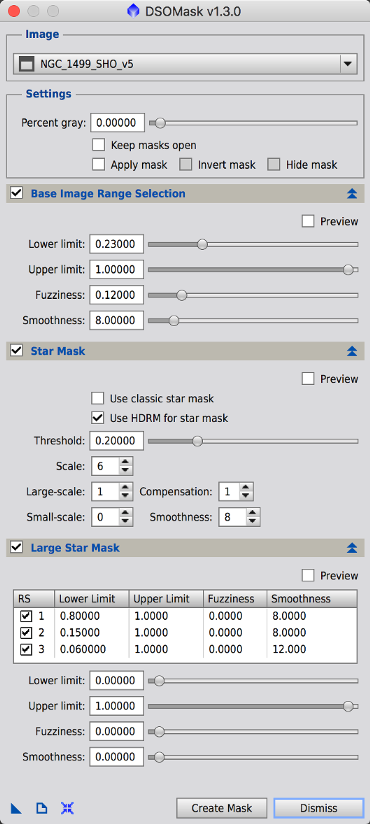 DSOMask v1.3.0
Image
NGC_1499_SHO_v5
Settings
Percent gray: 0.00000
Keep masks open
Apply mask Invert mask Hide mask
Base Image Range Selection
Preview
Lower limit: 0.23000
Upper limit: 1.00000
Fuzziness: 0.12000
Smoothness: 8.00000
Star Mask
Preview
Use classic star mask
Use HDRM for star mask
Threshold: 0.20000
Scale: 6
Large-scale: 1 Compensation: 1
Small-scale: 0 Smoothness: 8
Large Star Mask
Preview
RS Lower Limit Upper Limit Fuzziness Smoothness
1 0.80000 1.0000 0.0000 8.0000
2 0.15000 1.0000 0.0000 8.0000
3 0.060000 1.0000 0.0000 12.000
Lower limit: 0.00000
Upper limit: 1.00000
Fuzziness: 0.00000
Smoothness: 0.00000
Create Mask Dismiss